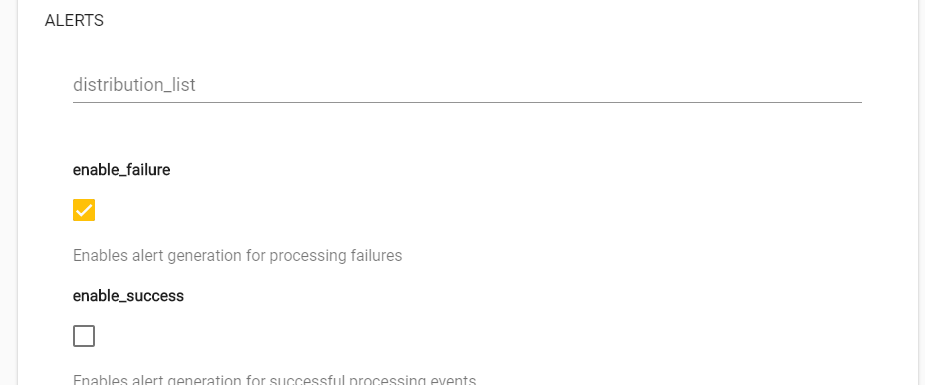 ALERTS
distribution_list
enable_failure
Enables alert generation for processing failures
enable_success
Enables alert generation for successful processing events